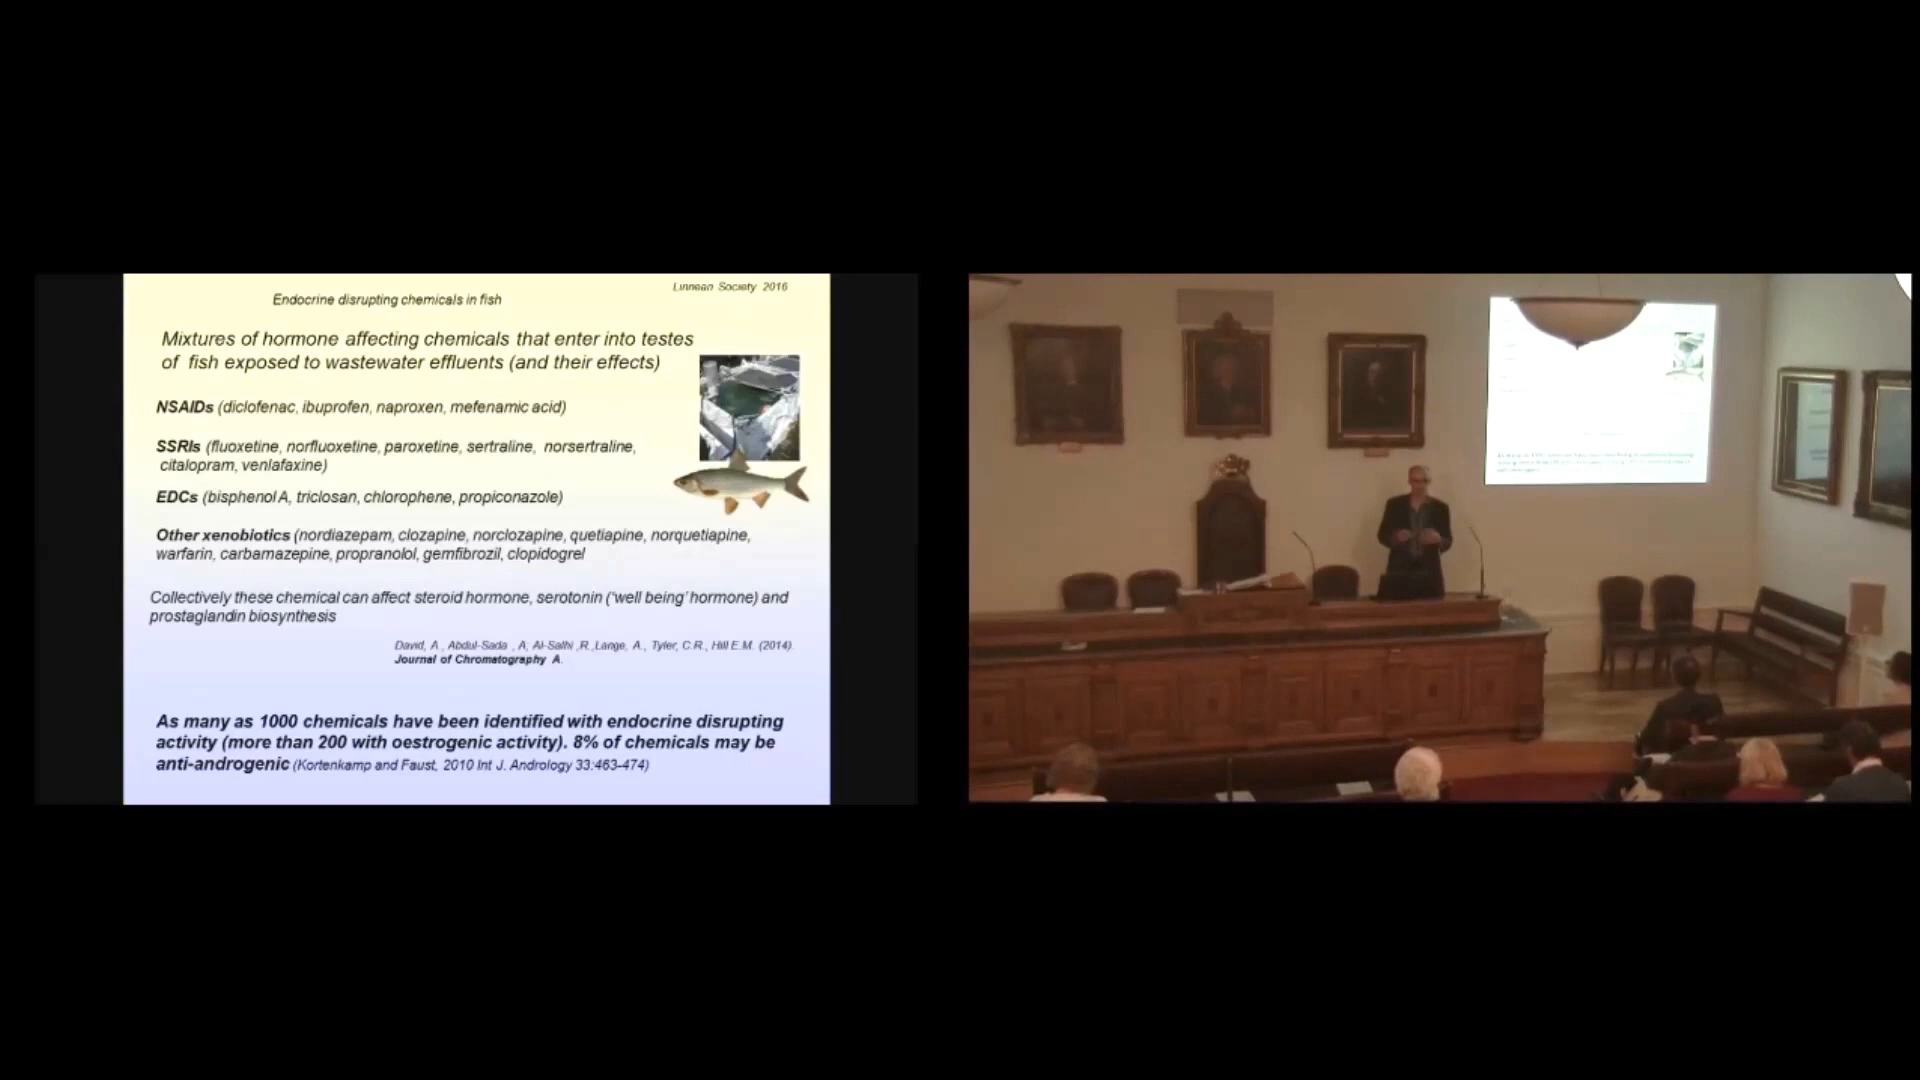 Linnean Society 2016
Endocrine disrupting chemicals in fish
Mixtures of hormone affecting chemicals that enter into testes
of fish exposed to wastewater effluents (and their effects)
NSAIDs (diclofenac, ibuprofen, naproxen, mefenamic acid)
SSRIs (fluoxetine, norfluoxetine, paroxetine, sertraline, norsertraline,
citalopram, venlafaxine)
EDCs (bisphenol A, triclosan, chlorophene, propiconazole)
Other xenobiotics (nordiazepam, clozapine, norclozapine, quetiapine, norquetiapine,
warfarin, carbamazepine, propranolol, gemfibrozil, clopidogrel
Collectively these chemical can affect steroid hormone, serotonin ('well being' hormone) and
prostaglandin biosynthesis
David, A., Abdul-Sada , A; Al-Salhi ,R.,Lange, A., Tyler, C.R., Hill E.M. (2014).
Journal of Chromatography A.
As many as 1000 chemicals have been identified with endocrine disrupting
activity (more than 200 with oestrogenic activity). 8% of chemicals may be
anti-androgenic (Kortenkamp and Faust, 2010 Int J. Andrology 33:463-474)